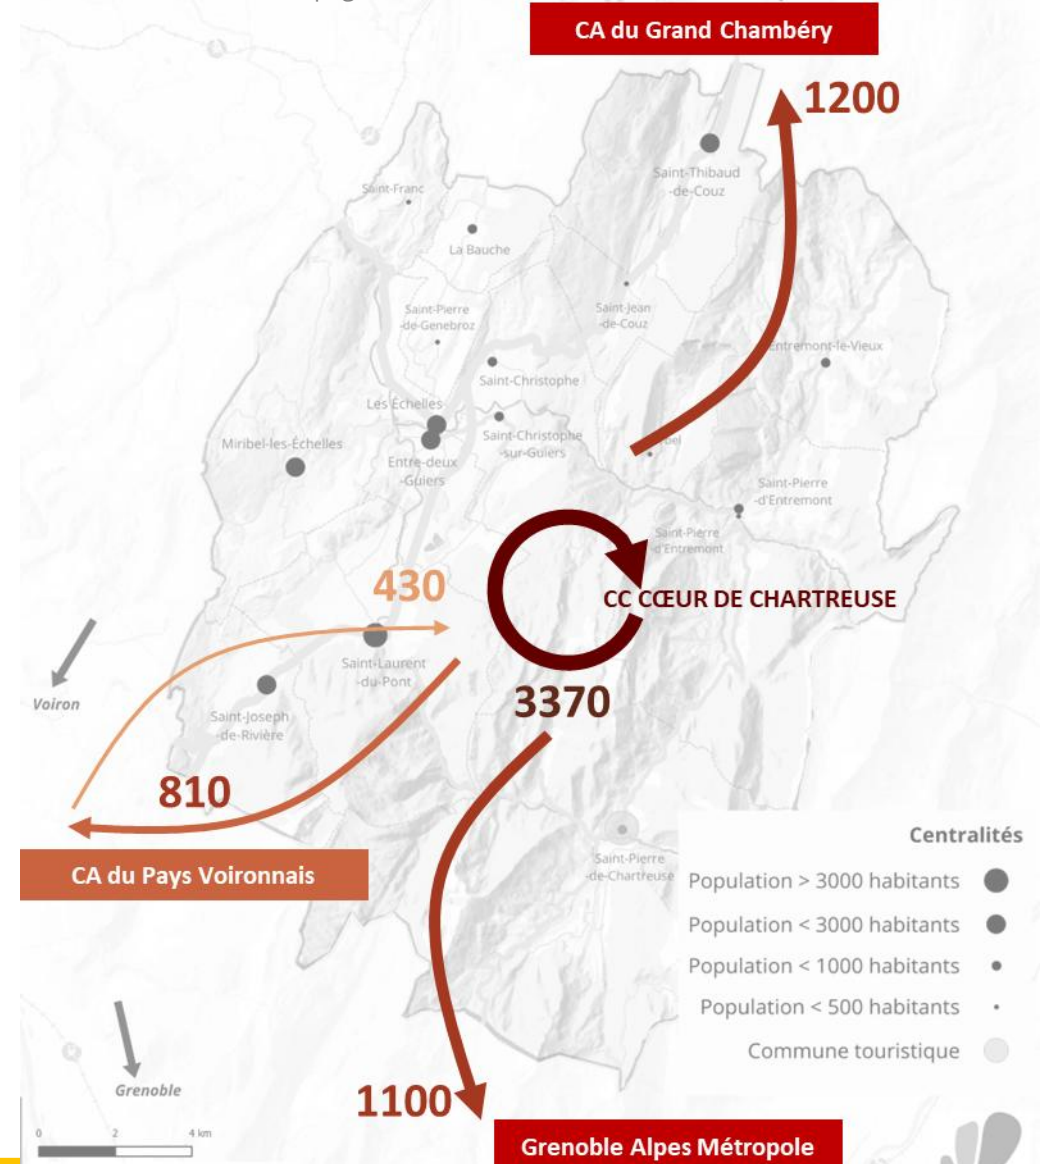 CA du Grand Chambéry
1200
Saint-Thibaud
-de-Couz
Saint-Franc
La Bauche
Saint-Pierre
-de-Genebroz
Saint-Jean
-de-Couz
Entremont-le-Vieux
Saint-Christophe
Les Échelles
Miribel-les-Échelles
Entre-deux
-Guiers
Saint-Christophe
-sur-Guiers
Saint-Pierre
-d'Entremont
Saint-Pierre
d'Entremont
430
CC CŒUR DE CHARTREUSE
Saint-Laurent
-du-Pont
3370
Voiron
Saint-Joseph
-de-Rivière
810
CA du Pays Voironnais
Saint-Pierre
-de-Chartreuse
Centralités
Population > 3000 habitants
Population < 3000 habitants
Population < 1000 habitants
Population < 500 habitants
Commune touristique
Grenoble
1100
0 2 4 km
Grenoble Alpes Métropole